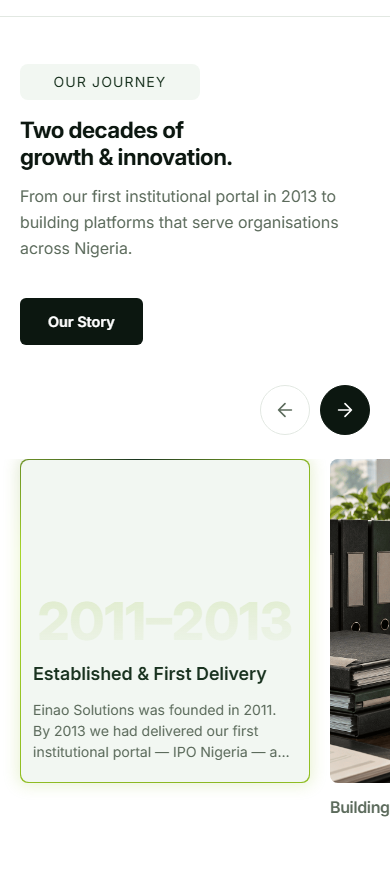 OUR JOURNEY
Two decades of
growth & innovation.
From our first institutional portal in 2013 to
building platforms that serve organisations
across Nigeria.
Our Story
2011–2013
Established & First Delivery
Einao Solutions was founded in 2011.
By 2013 we had delivered our first
institutional portal — IPO Nigeria — a...
Building